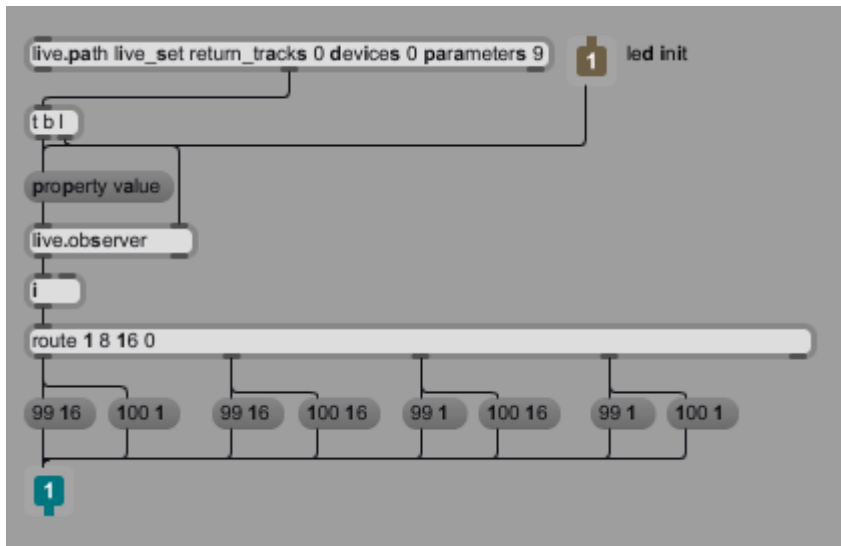 live.path live_set return_tracks 0 devices 0 parameters 9
1
led init
t b l
property value
live.observer
i
route 1 8 16 0
99 16
100 1
99 16
100 16
99 1
100 16
99 1
100 1
1